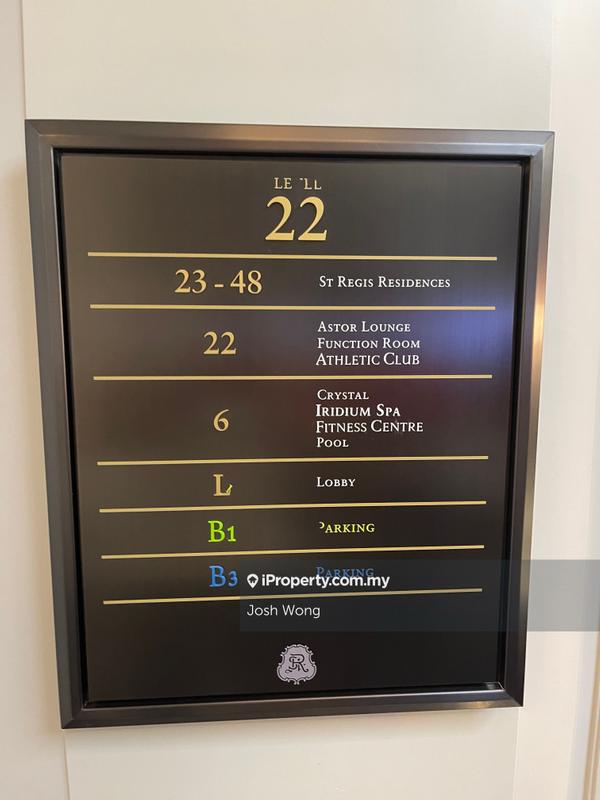 22
23 - 48 St Regis Residences
22 Astor Lounge
Function Room
Athletic Club
6 Crystal
Iridium Spa
Fitness Centre
Pool
L Lobby
B1 Parking
B3 Parking
iProperty.com.my
Josh Wong